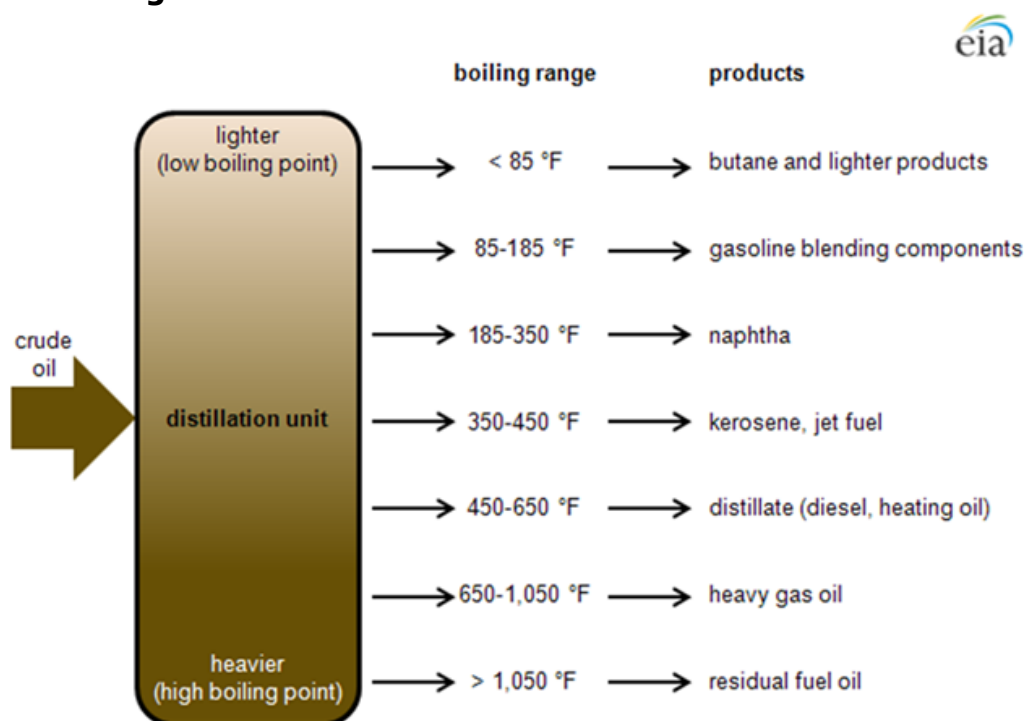 eia
boiling range products
lighter
(low boiling point)
< 85 °F butane and lighter products
85-185 °F gasoline blending components
crude
oil
185-350 °F naphtha
distillation unit
350-450 °F kerosene, jet fuel
450-650 °F distillate (diesel, heating oil)
650-1,050 °F heavy gas oil
heavier
(high boiling point)
> 1,050 °F residual fuel oil